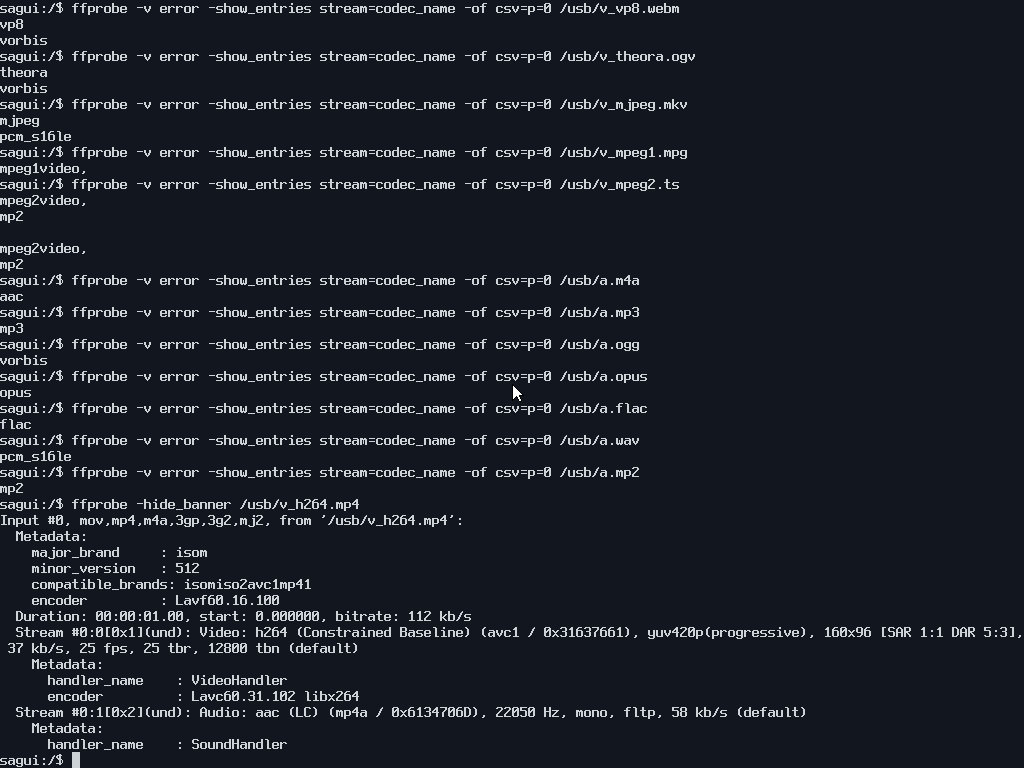 sagui:/$ ffprobe -v error -show_entries stream=codec_name -of csv=p=0 /usb/v_vp8.webm
vp8
vorbis
sagui:/$ ffprobe -v error -show_entries stream=codec_name -of csv=p=0 /usb/v_theora.ogv
theora
vorbis
sagui:/$ ffprobe -v error -show_entries stream=codec_name -of csv=p=0 /usb/v_mjpeg.mkv
mjpeg
pcm_s16le
sagui:/$ ffprobe -v error -show_entries stream=codec_name -of csv=p=0 /usb/v_mpeg1.mpg
mpeg1video,
sagui:/$ ffprobe -v error -show_entries stream=codec_name -of csv=p=0 /usb/v_mpeg2.ts
mpeg2video,
mp2

mpeg2video,
mp2
sagui:/$ ffprobe -v error -show_entries stream=codec_name -of csv=p=0 /usb/a.m4a
aac
sagui:/$ ffprobe -v error -show_entries stream=codec_name -of csv=p=0 /usb/a.mp3
mp3
sagui:/$ ffprobe -v error -show_entries stream=codec_name -of csv=p=0 /usb/a.ogg
vorbis
sagui:/$ ffprobe -v error -show_entries stream=codec_name -of csv=p=0 /usb/a.opus
opus
sagui:/$ ffprobe -v error -show_entries stream=codec_name -of csv=p=0 /usb/a.flac
flac
sagui:/$ ffprobe -v error -show_entries stream=codec_name -of csv=p=0 /usb/a.wav
pcm_s16le
sagui:/$ ffprobe -v error -show_entries stream=codec_name -of csv=p=0 /usb/a.mp2
mp2
sagui:/$ ffprobe -hide_banner /usb/v_h264.mp4
Input #0, mov,mp4,m4a,3gp,3g2,mj2, from '/usb/v_h264.mp4':
  Metadata:
    major_brand     : isom
    minor_version   : 512
    compatible_brands: isomiso2avc1mp41
    encoder         : Lavf60.16.100
  Duration: 00:00:01.00, start: 0.000000, bitrate: 112 kb/s
  Stream #0:0[0x1](und): Video: h264 (Constrained Baseline) (avc1 / 0x31637661), yuv420p(progressive), 160x96 [SAR 1:1 DAR 5:3],
 37 kb/s, 25 fps, 25 tbr, 12800 tbn (default)
    Metadata:
      handler_name    : VideoHandler
      encoder         : Lavc60.31.102 libx264
  Stream #0:1[0x2](und): Audio: aac (LC) (mp4a / 0x6134706D), 22050 Hz, mono, fltp, 58 kb/s (default)
    Metadata:
      handler_name    : SoundHandler
sagui:/$